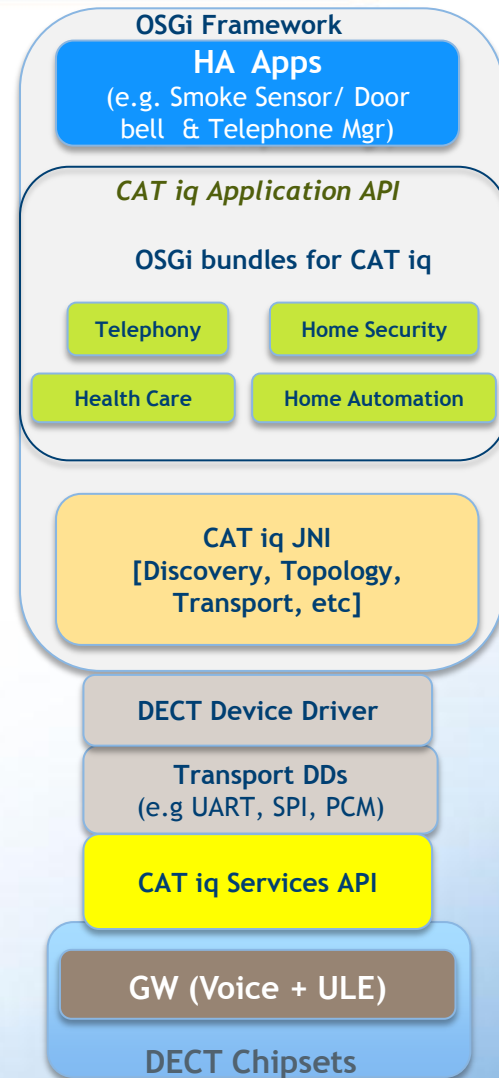 OSGi Framework
HA Apps
(e.g. Smoke Sensor/ Door
bell & Telephone Mgr)
CAT iq Application API
OSGi bundles for CAT iq
Telephony
Home Security
Health Care
Home Automation
CAT iq JNI
[Discovery, Topology,
Transport, etc]
DECT Device Driver
Transport DDs
(e.g UART, SPI, PCM)
CAT iq Services API
GW (Voice + ULE)
DECT Chipsets